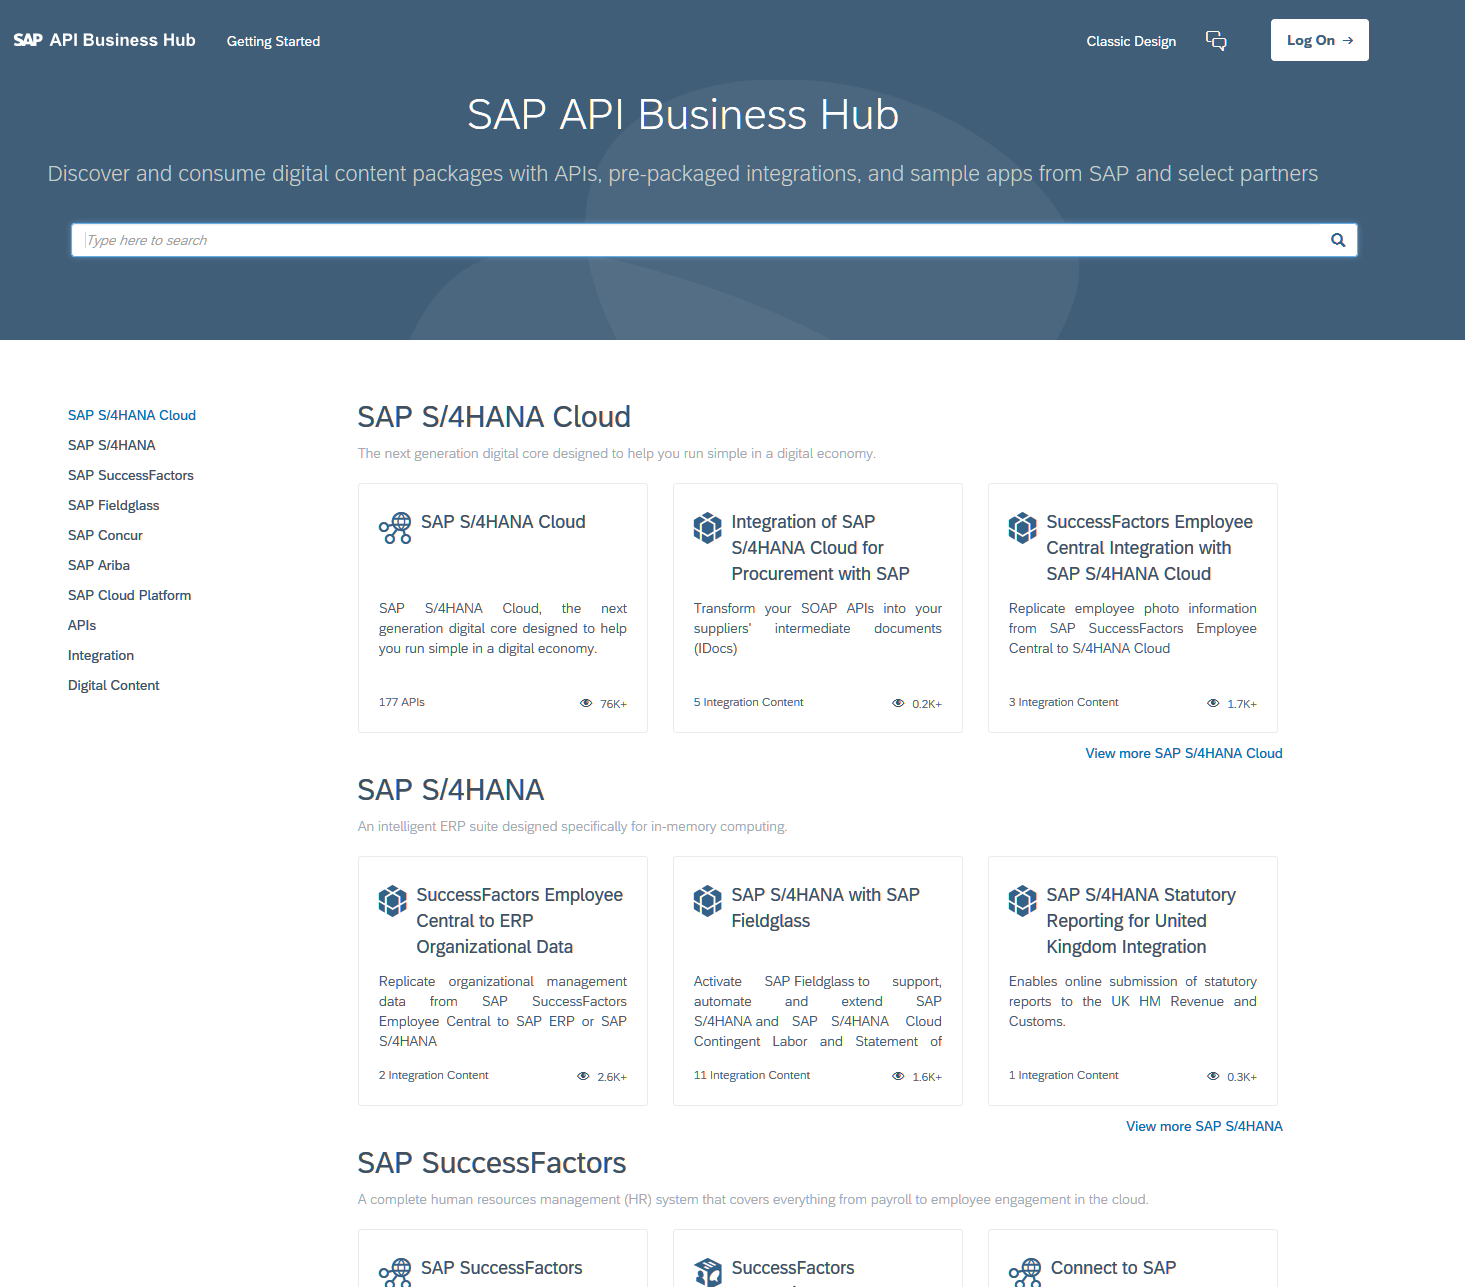 SAP API Business Hub
Getting Started
Classic Design
Log On →
SAP API Business Hub
Discover and consume digital content packages with APIs, pre-packaged integrations, and sample apps from SAP and select partners
Type here to search
SAP S/4HANA Cloud
SAP S/4HANA
SAP SuccessFactors
SAP Fieldglass
SAP Concur
SAP Ariba
SAP Cloud Platform
APIs
Integration
Digital Content
SAP S/4HANA Cloud
The next generation digital core designed to help you run simple in a digital economy.
SAP S/4HANA Cloud
SAP S/4HANA Cloud, the next
generation digital core designed to help
you run simple in a digital economy.
177 APIs
76K+
Integration of SAP
S/4HANA Cloud for
Procurement with SAP
Transform your SOAP APIs into your
suppliers' intermediate documents
(IDocs)
5 Integration Content
0.2K+
SuccessFactors Employee
Central Integration with
SAP S/4HANA Cloud
Replicate employee photo information
from SAP SuccessFactors Employee
Central to S/4HANA Cloud
3 Integration Content
1.7K+
View more SAP S/4HANA Cloud
SAP S/4HANA
An intelligent ERP suite designed specifically for in-memory computing.
SuccessFactors Employee
Central to ERP
Organizational Data
Replicate organizational management
data from SAP SuccessFactors
Employee Central to SAP ERP or SAP
S/4HANA
2 Integration Content
2.6K+
SAP S/4HANA with SAP
Fieldglass
Activate SAP Fieldglass to support,
automate and extend SAP
S/4HANA and SAP S/4HANA Cloud
Contingent Labor and Statement of
11 Integration Content
1.6K+
SAP S/4HANA Statutory
Reporting for United
Kingdom Integration
Enables online submission of statutory
reports to the UK HM Revenue and
Customs.
1 Integration Content
0.3K+
View more SAP S/4HANA
SAP SuccessFactors
A complete human resources management (HR) system that covers everything from payroll to employee engagement in the cloud.
SAP SuccessFactors
SuccessFactors
Connect to SAP